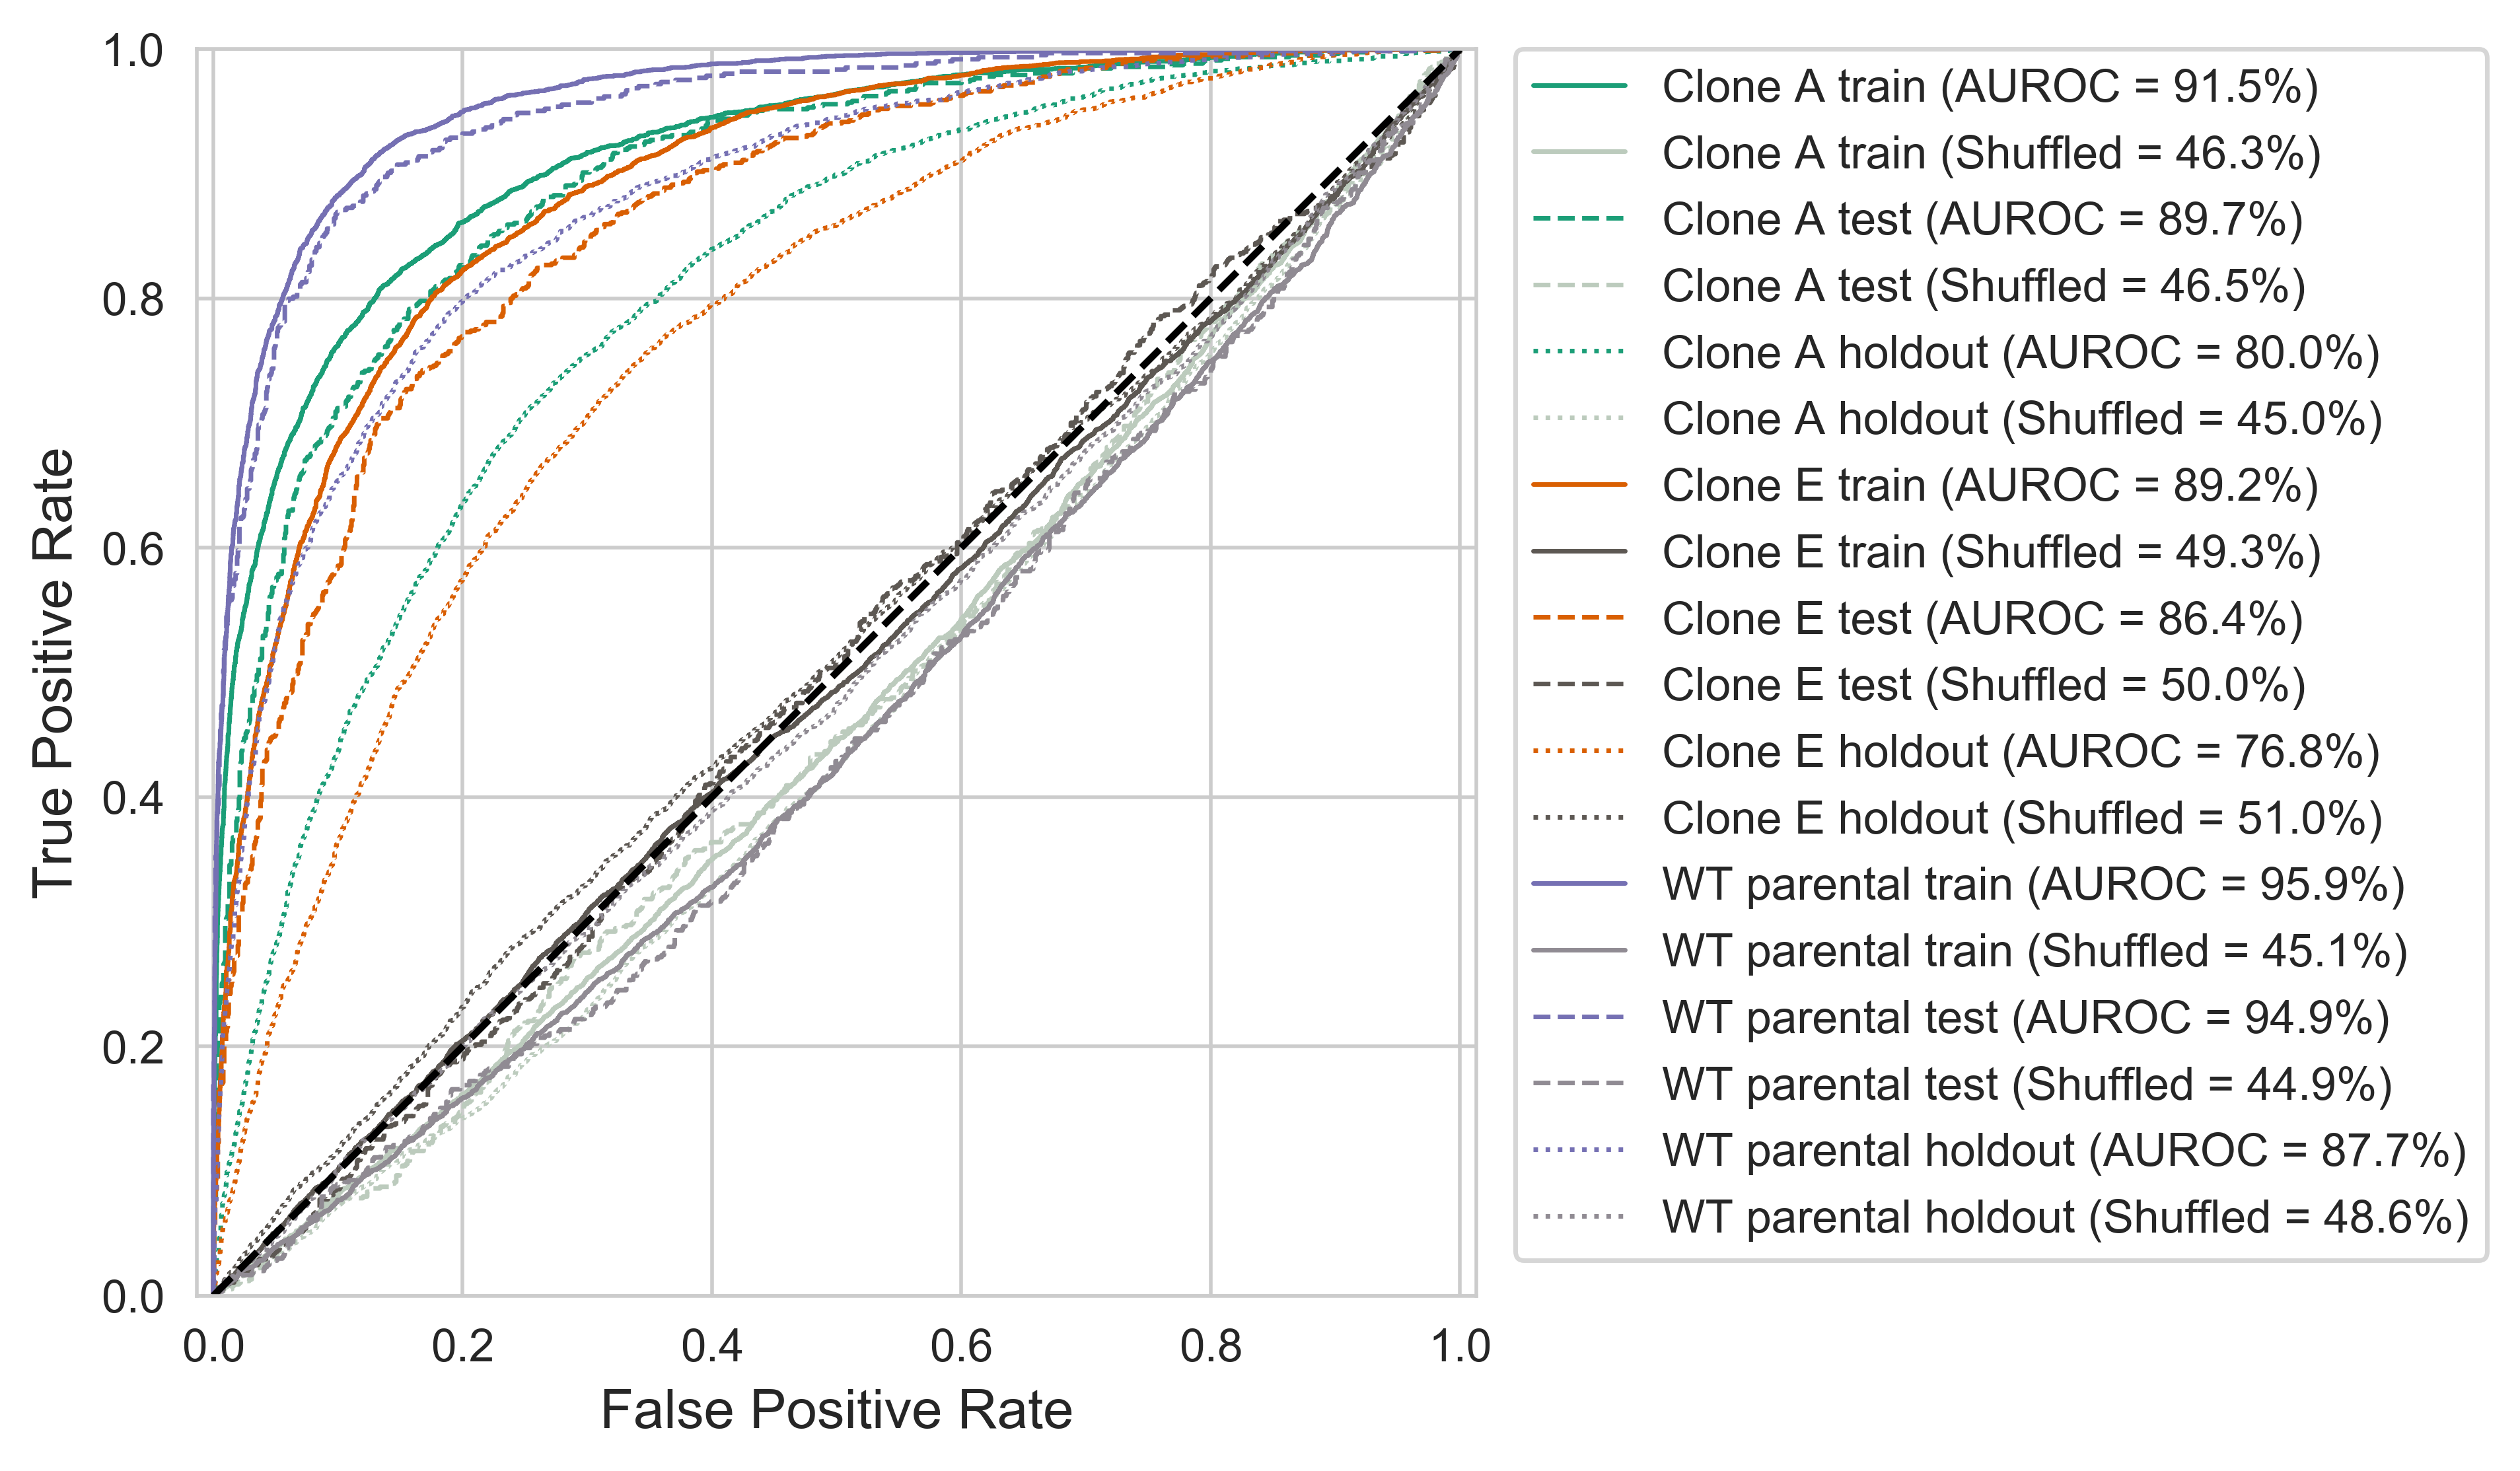 1.0
0.8
0.6
0.4
0.2
0.0
True Positive Rate
0.0 0.2 0.4 0.6 0.8 1.0
False Positive Rate
Clone A train (AUROC = 91.5%)
Clone A train (Shuffled = 46.3%)
Clone A test (AUROC = 89.7%)
Clone A test (Shuffled = 46.5%)
Clone A holdout (AUROC = 80.0%)
Clone A holdout (Shuffled = 45.0%)
Clone E train (AUROC = 89.2%)
Clone E train (Shuffled = 49.3%)
Clone E test (AUROC = 86.4%)
Clone E test (Shuffled = 50.0%)
Clone E holdout (AUROC = 76.8%)
Clone E holdout (Shuffled = 51.0%)
WT parental train (AUROC = 95.9%)
WT parental train (Shuffled = 45.1%)
WT parental test (AUROC = 94.9%)
WT parental test (Shuffled = 44.9%)
WT parental holdout (AUROC = 87.7%)
WT parental holdout (Shuffled = 48.6%)